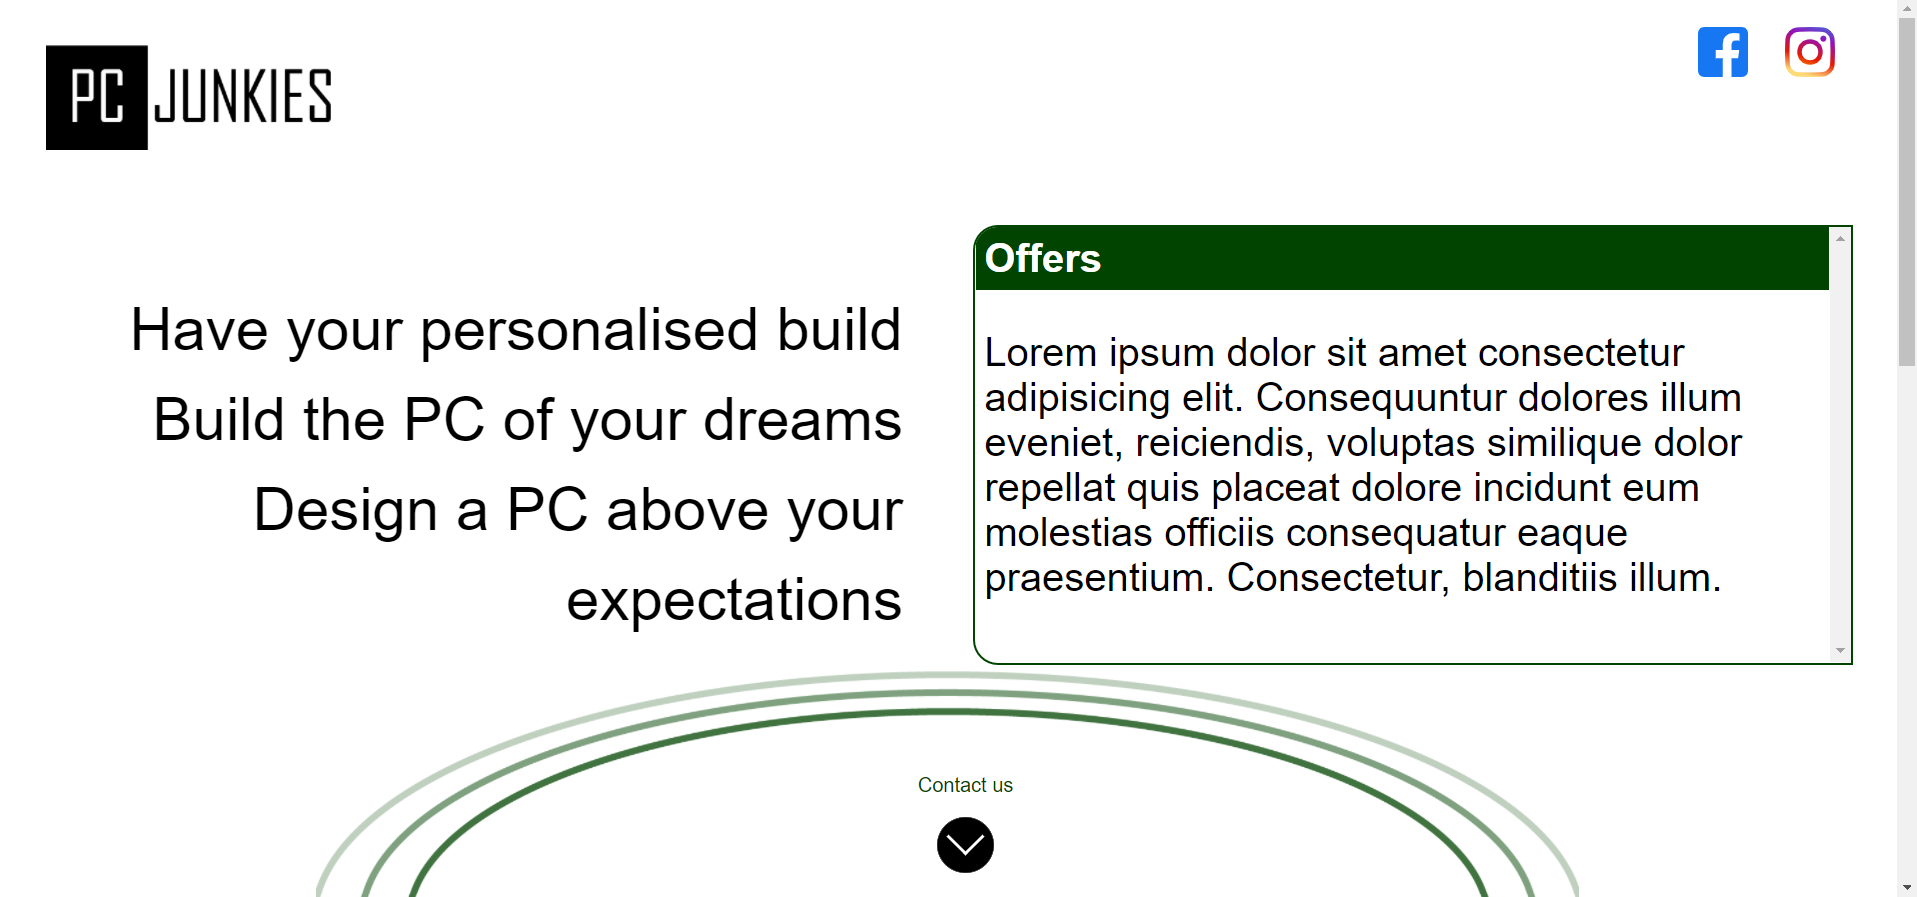 PC JUNKIES
Have your personalised build
Build the PC of your dreams
Design a PC above your
expectations
Offers
Lorem ipsum dolor sit amet consectetur
adipisicing elit. Consequuntur dolores illum
eveniet, reiciendis, voluptas similique dolor
repellat quis placeat dolore incidunt eum
molestias officiis consequatur eaque
praesentium. Consectetur, blanditiis illum.
Contact us